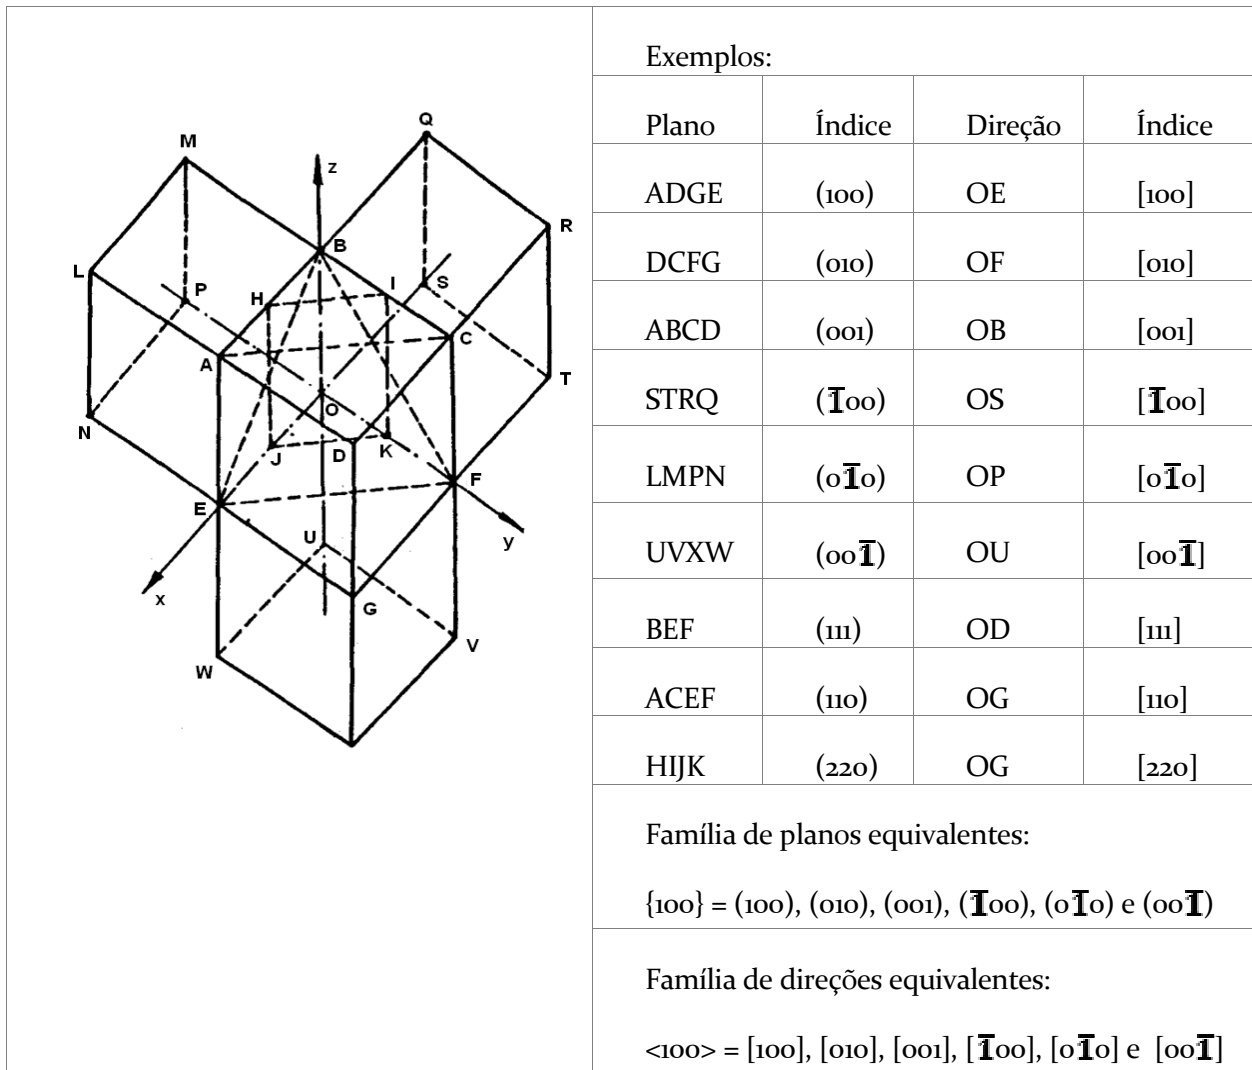 M
Q
z
R
B
L
I
S
P
H
C
A
T
O
N
D
K
J
F
E
U
y
x
G
V
W
Exemplos:
Plano Índice Direção Índice
ADGE (100) OE [100]
DCFG (010) OF [010]
ABCD (001) OB [001]
STRQ (1̅00) OS [1̅00]
LMPN (01̅0) OP [01̅0]
UVXW (001̅) OU [001̅]
BEF (111) OD [111]
ACEF (110) OG [110]
HIJK (220) OG [220]
Família de planos equivalentes:
{100} = (100), (010), (001), (1̅00), (01̅0) e (001̅)
Família de direções equivalentes:
<100> = [100], [010], [001], [1̅00], [01̅0] e [001̅]